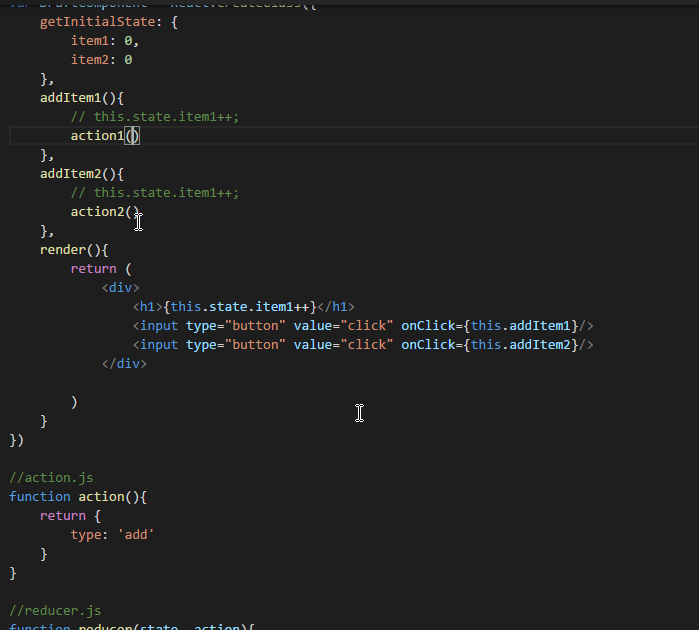 var DraftComponent = React.createClass({
    getInitialState: {
        item1: 0,
        item2: 0
    },
    addItem1(){
        // this.state.item1++;
        action1()
    },
    addItem2(){
        // this.state.item1++;
        action2()
    },
    render(){
        return (
            <div>
                <h1>{this.state.item1++}</h1>
                <input type="button" value="click" onClick={this.addItem1}/>
                <input type="button" value="click" onClick={this.addItem2}/>
            </div>

        )
    }
})

//action.js
function action(){
    return {
        type: 'add'
    }
}

//reducer.js
function reducer(state, action){